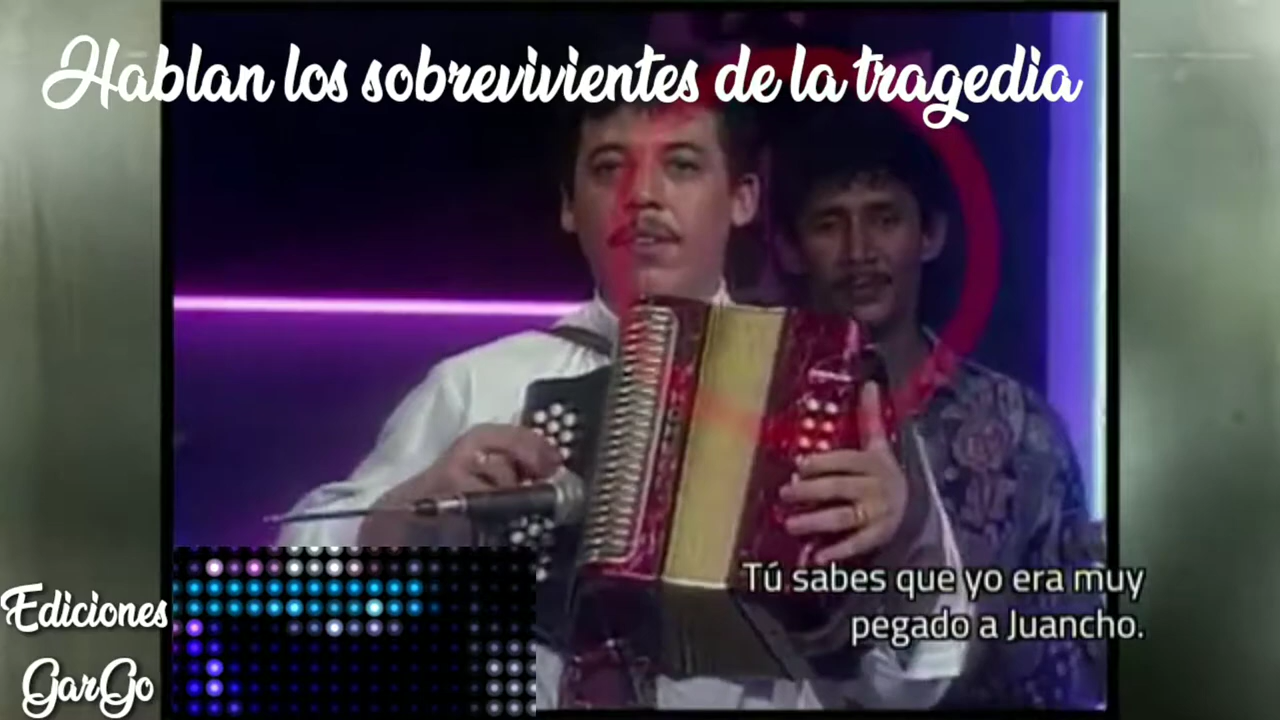 Hablan los sobrevivientes de la tragedia
Tú sabes que yo era muy
pegado a Juancho.
Ediciones
GarGo